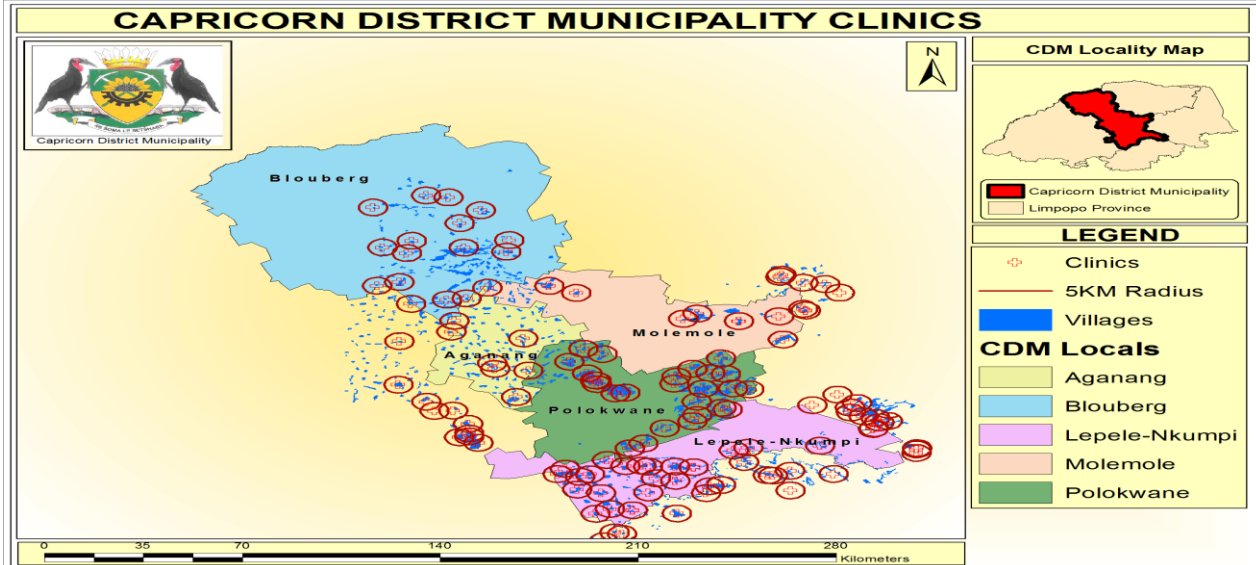 CAPRICORN DISTRICT MUNICIPALITY CLINICS
Capricorn District Municipality
N
Blouberg
Molemole
Aganang
Polokwane
Lepele-Nkumpi
0 35 70 140 210 280
Kilometers
CDM Locality Map
Capricorn District Municipality
Limpopo Province
LEGEND
Clinics
5KM Radius
Villages
CDM Locals
Aganang
Blouberg
Lepele-Nkumpi
Molemole
Polokwane